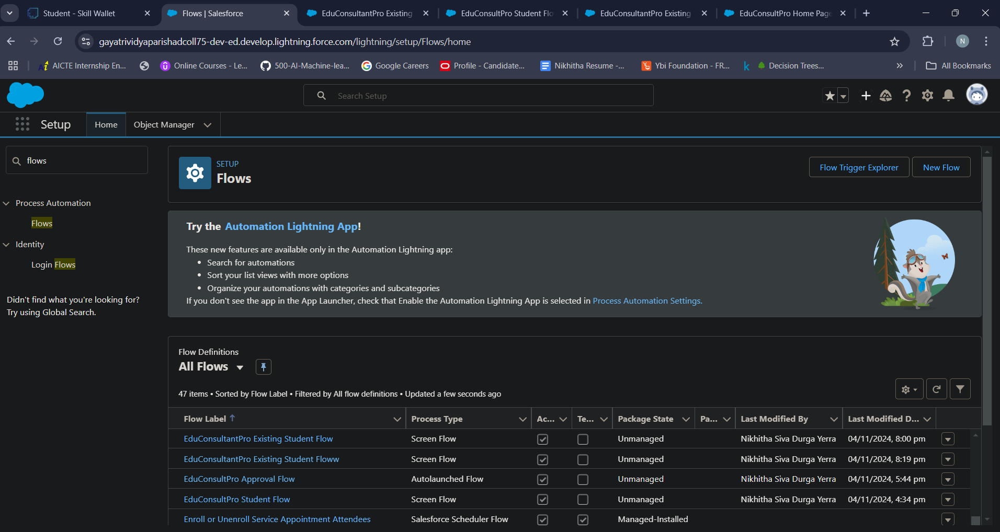 Student - Skill Wallet
Flows | Salesforce
EduConsultantPro Existing
EduConsultPro Student Flo
EduConsultantPro Existing
EduConsultPro Home Page
gayatrividyaparishadcoll75-dev-ed.develop.lightning.force.com/lightning/setup/Flows/home
N
AICTE Internship En...
Online Courses - Le...
500-AI-Machine-lea...
Google Careers
Profile - Candidate...
Nikhitha Resume -...
Ybi Foundation - FR...
Decision Trees...
All Bookmarks
Search Setup
Setup
Home
Object Manager
flows
Process Automation
Flows
Identity
Login Flows
Didn't find what you're looking for?
Try using Global Search.
SETUP
Flows
Flow Trigger Explorer
New Flow
Try the Automation Lightning App!
These new features are available only in the Automation Lightning app:
• Search for automations
• Sort your list views with more options
• Organize your automations with categories and subcategories
If you don't see the app in the App Launcher, check that Enable the Automation Lightning App is selected in Process Automation Settings.
Flow Definitions
All Flows
47 items • Sorted by Flow Label • Filtered by All flow definitions • Updated a few seconds ago
Flow Label Process Type Ac... Te... Package State Pa... Last Modified By Last Modified D...
EduConsultantPro Existing Student Flow Screen Flow Unmanaged Nikhitha Siva Durga Yerra 04/11/2024, 8:00 pm
EduConsultantPro Existing Student Floww Screen Flow Unmanaged Nikhitha Siva Durga Yerra 04/11/2024, 8:19 pm
EduConsultPro Approval Flow Autolaunched Flow Unmanaged Nikhitha Siva Durga Yerra 04/11/2024, 5:44 pm
EduConsultPro Student Flow Screen Flow Unmanaged Nikhitha Siva Durga Yerra 04/11/2024, 4:34 pm
Enroll or Unenroll Service Appointment Attendees Salesforce Scheduler Flow Managed-Installed